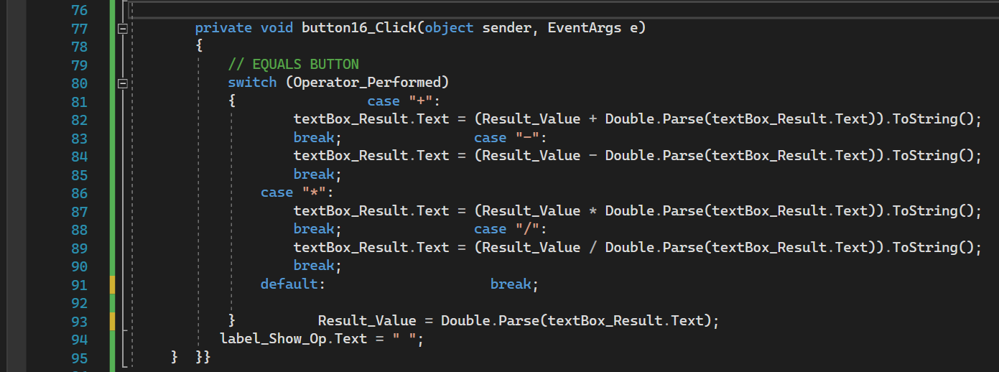 76
77 private void button16_Click(object sender, EventArgs e)
78 {
79 // EQUALS BUTTON
80 switch (Operator_Performed)
81 { case "+":
82 textBox_Result.Text = (Result_Value + Double.Parse(textBox_Result.Text)).ToString();
83 break; case "-":
84 textBox_Result.Text = (Result_Value - Double.Parse(textBox_Result.Text)).ToString();
85 break;
86 case "*":
87 textBox_Result.Text = (Result_Value * Double.Parse(textBox_Result.Text)).ToString();
88 break; case "/":
89 textBox_Result.Text = (Result_Value / Double.Parse(textBox_Result.Text)).ToString();
90 break;
91 default: break;
92
93 } Result_Value = Double.Parse(textBox_Result.Text);
94 label_Show_Op.Text = " ";
95 } }}